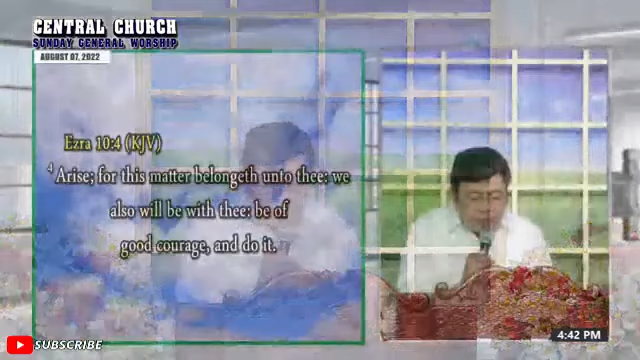 CENTRAL CHURCH
SUNDAY GENERAL WORSHIP
AUGUST 07, 2022
Ezra 10:4 (KJV)
4 Arise; for this matter belongeth unto thee: we
also will be with thee: be of
good courage, and do it.
4:42 PM
SUBSCRIBE